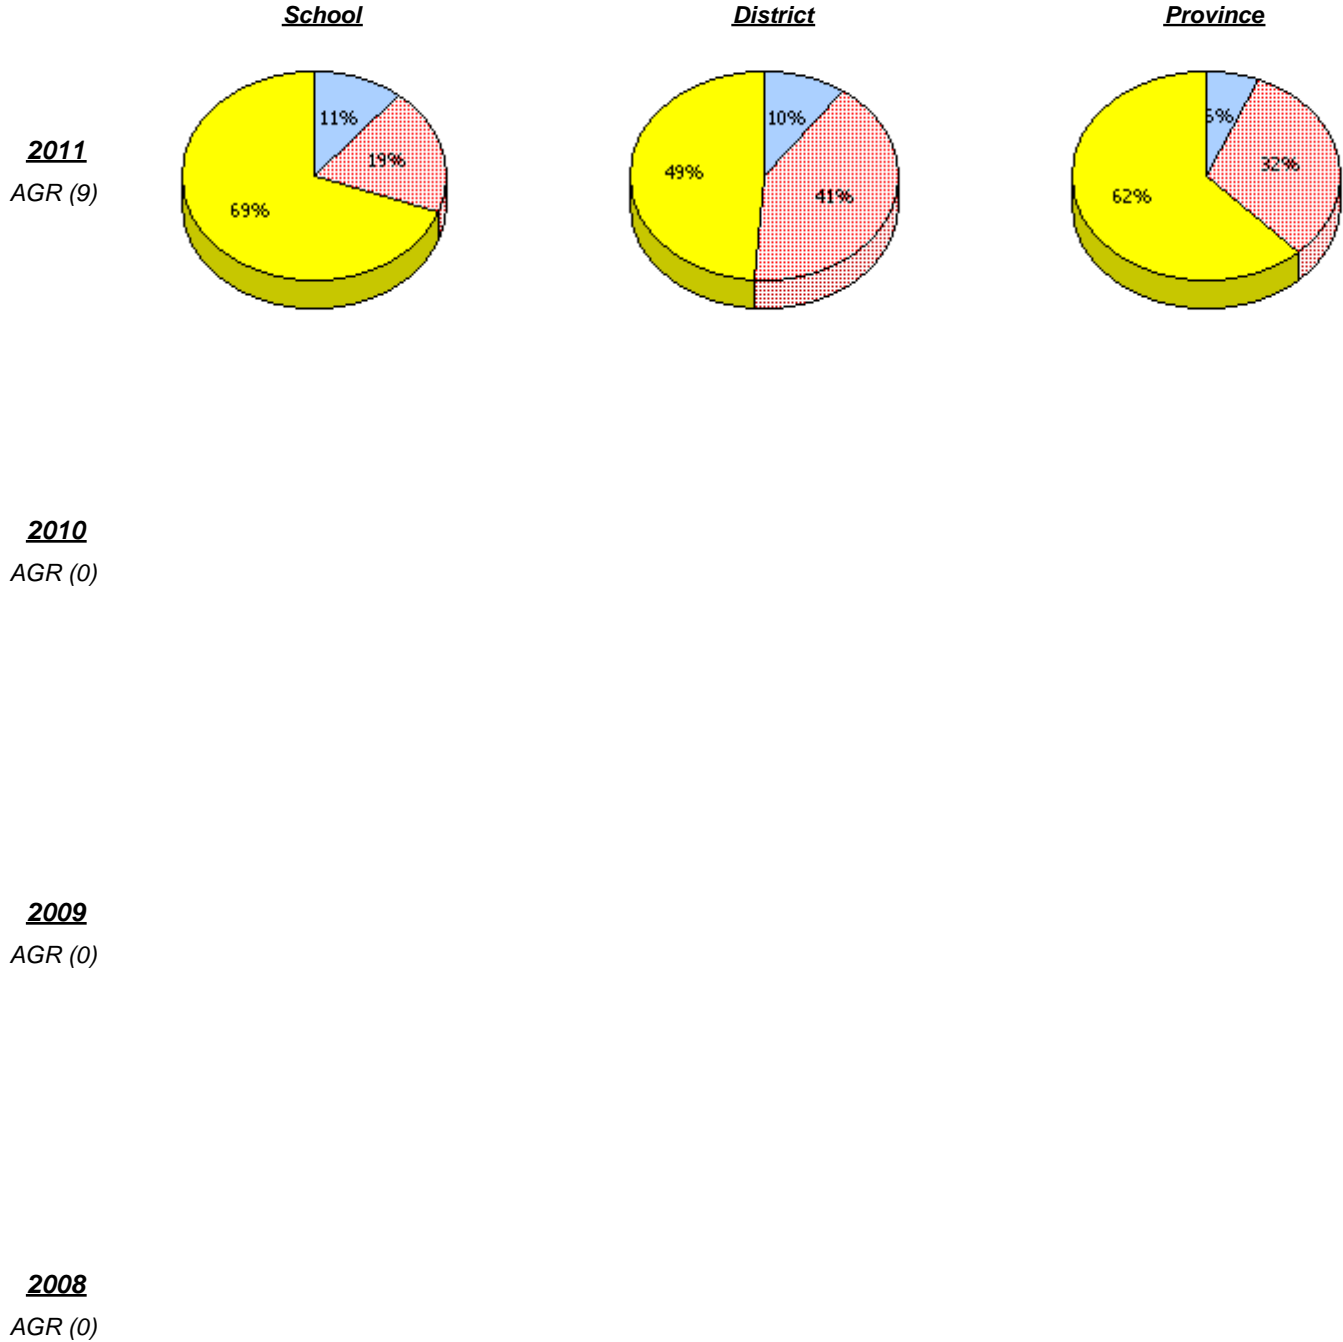 School District Province
11%
19%
69%
10%
49%
41%
32%
62%
2011
AGR (9)
2010
AGR (0)
2009
AGR (0)
2008
AGR (0)